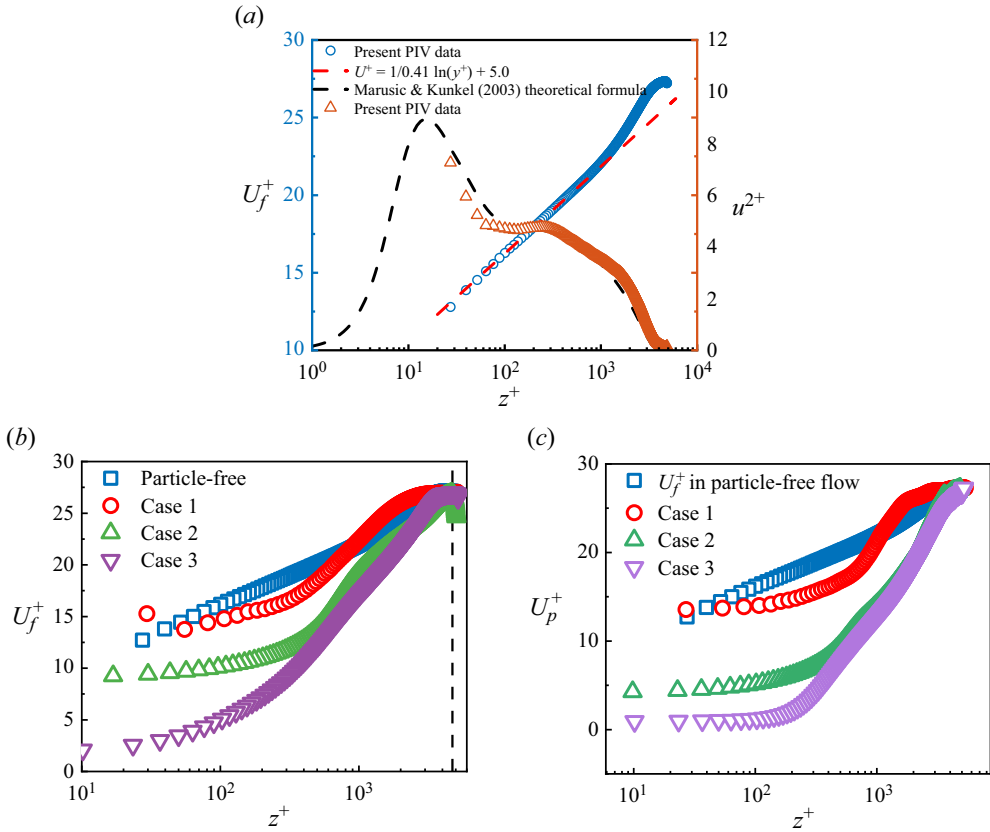 (a)
30
25
20
15
10
U_f^+
12
10
8
6
4
2
0
u^{2+}
Present PIV data
U^+ = 1/0.41 ln(y^+) + 5.0
Marusic & Kunkel (2003) theoretical formula
Present PIV data
10^0
10^1
10^2
10^3
10^4
z^+
(b)
30
25
20
15
10
5
0
U_f^+
Particle-free
Case 1
Case 2
Case 3
10^1
10^2
10^3
z^+
(c)
30
20
10
0
U_p^+
U_f^+ in particle-free flow
Case 1
Case 2
Case 3
10^1
10^2
10^3
z^+